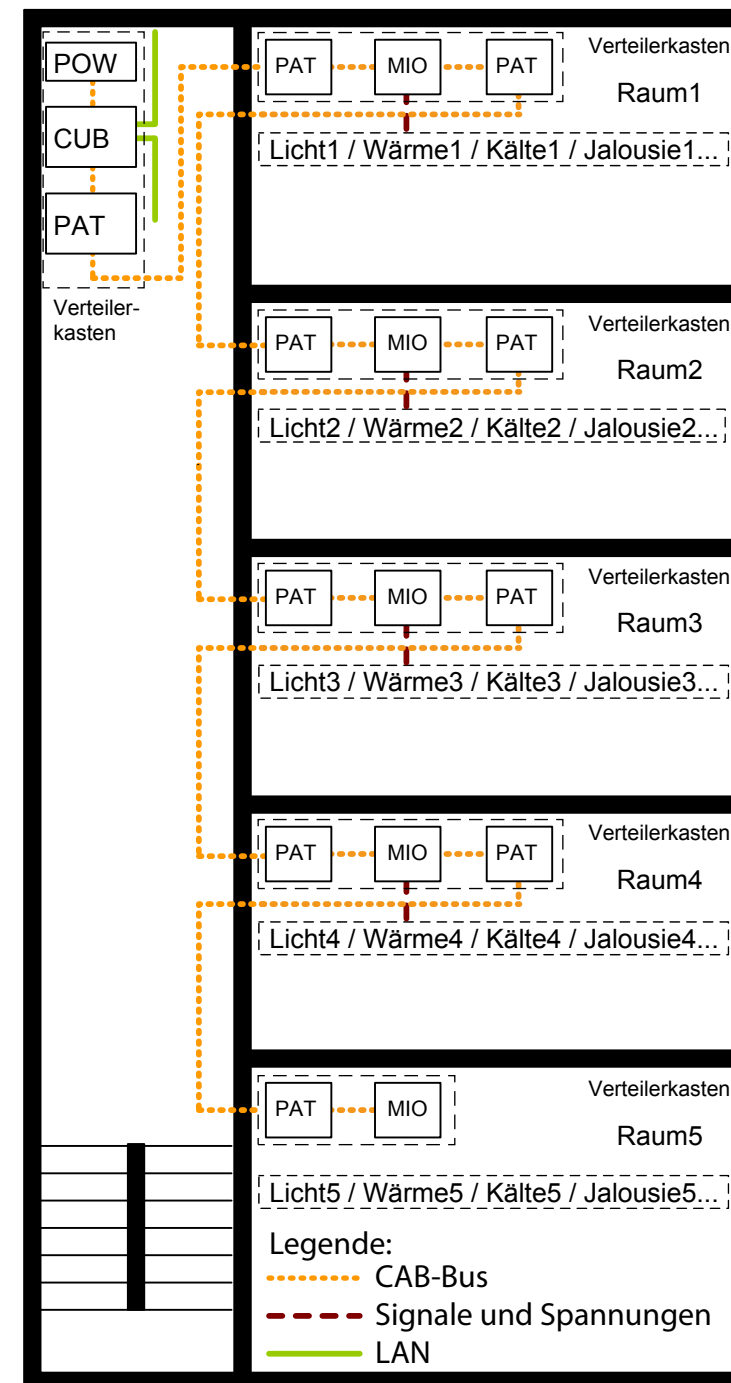 POW
CUB
PAT
Verteiler-
kasten
PAT MIO PAT Verteilerkasten
Raum1
Licht1 / Wärme1 / Kälte1 / Jalousie1...
PAT MIO PAT Verteilerkasten
Raum2
Licht2 / Wärme2 / Kälte2 / Jalousie2...
PAT MIO PAT Verteilerkasten
Raum3
Licht3 / Wärme3 / Kälte3 / Jalousie3...
PAT MIO PAT Verteilerkasten
Raum4
Licht4 / Wärme4 / Kälte4 / Jalousie4...
PAT MIO Verteilerkasten
Raum5
Licht5 / Wärme5 / Kälte5 / Jalousie5...
Legende:
CAB-Bus
Signale und Spannungen
LAN